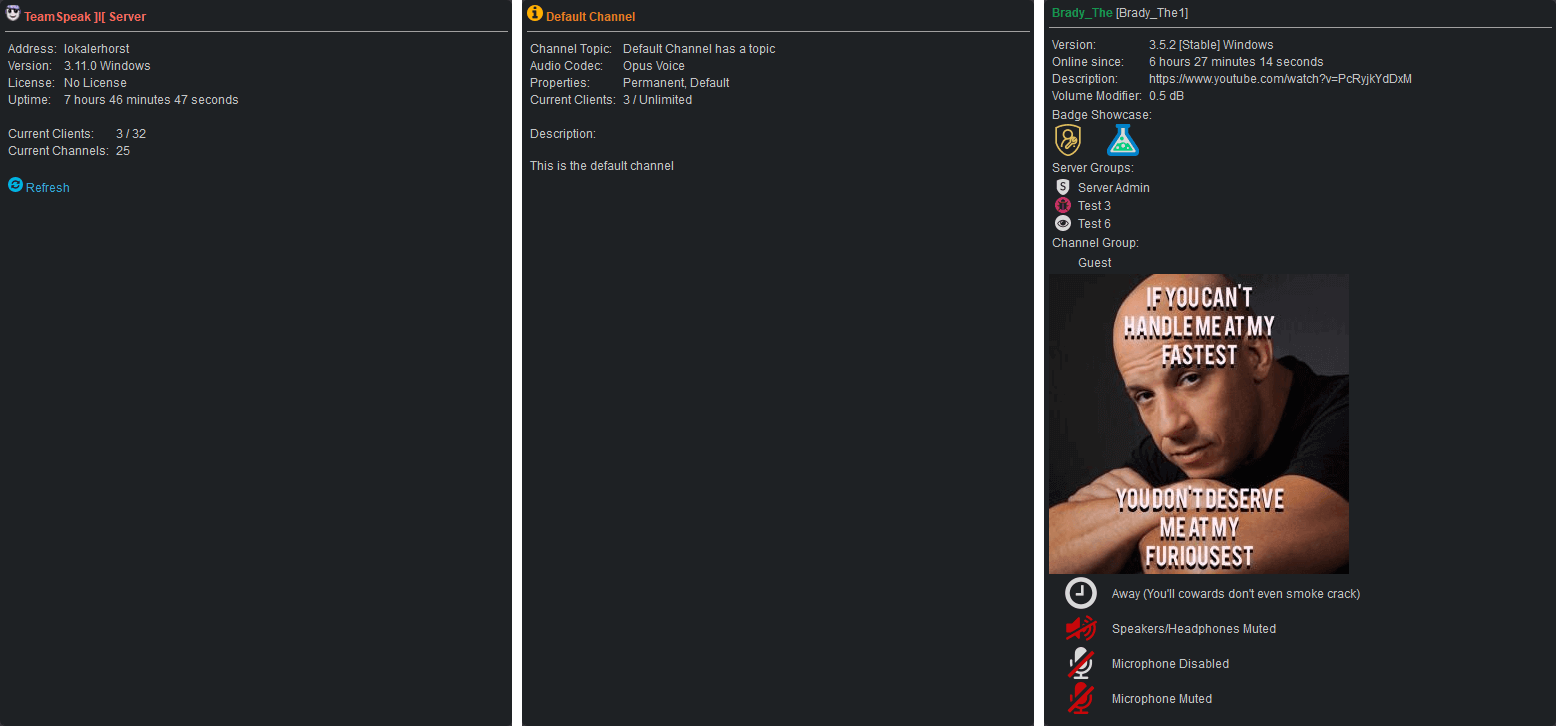 TeamSpeak ]I[ Server
Address: lokalerhorst
Version: 3.11.0 Windows
License: No License
Uptime: 7 hours 46 minutes 47 seconds
Current Clients: 3 / 32
Current Channels: 25
Refresh
Default Channel
Channel Topic: Default Channel has a topic
Audio Codec: Opus Voice
Properties: Permanent, Default
Current Clients: 3 / Unlimited
Description:
This is the default channel
Brady_The [Brady_The1]
Version: 3.5.2 [Stable] Windows
Online since: 6 hours 27 minutes 14 seconds
Description: https://www.youtube.com/watch?v=PcRyjkYdDxM
Volume Modifier: 0.5 dB
Badge Showcase:
Server Groups:
S Server Admin
Test 3
Test 6
Channel Group:
Guest
IF YOU CAN'T
HANDLE ME AT MY
FASTEST
YOU DON'T DESERVE
ME AT MY
FURIOUSEST
Away (You'll cowards don't even smoke crack)
Speakers/Headphones Muted
Microphone Disabled
Microphone Muted